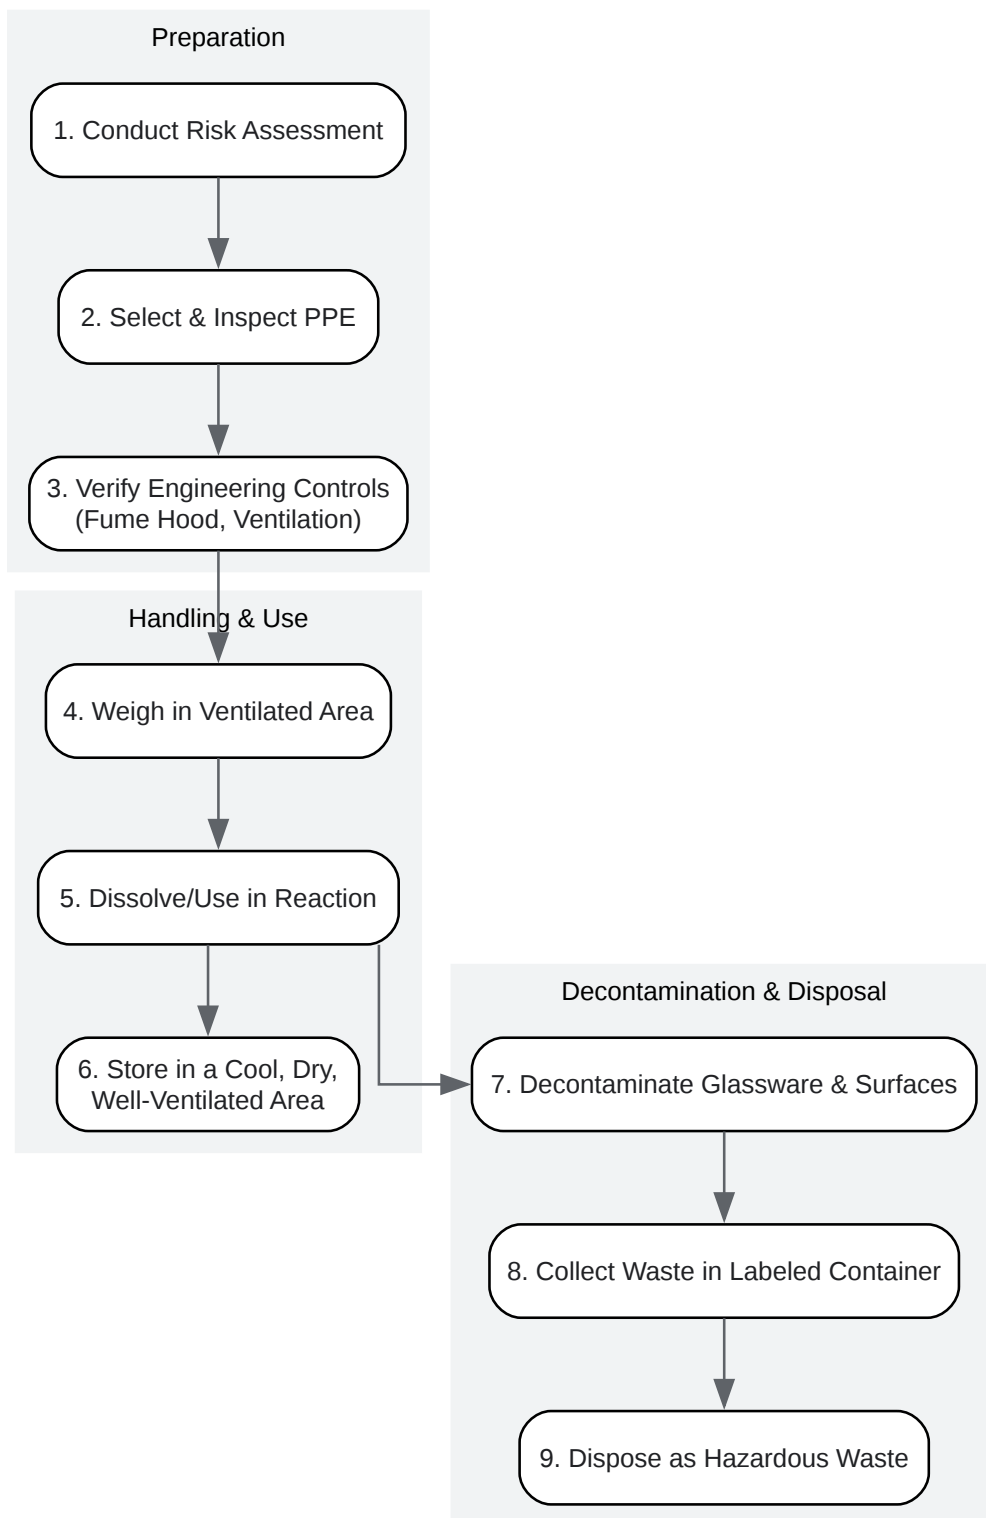 Preparation
1. Conduct Risk Assessment
2. Select & Inspect PPE
3. Verify Engineering Controls
(Fume Hood, Ventilation)
Handling & Use
4. Weigh in Ventilated Area
5. Dissolve/Use in Reaction
6. Store in a Cool, Dry,
Well-Ventilated Area
Decontamination & Disposal
7. Decontaminate Glassware & Surfaces
8. Collect Waste in Labeled Container
9. Dispose as Hazardous Waste